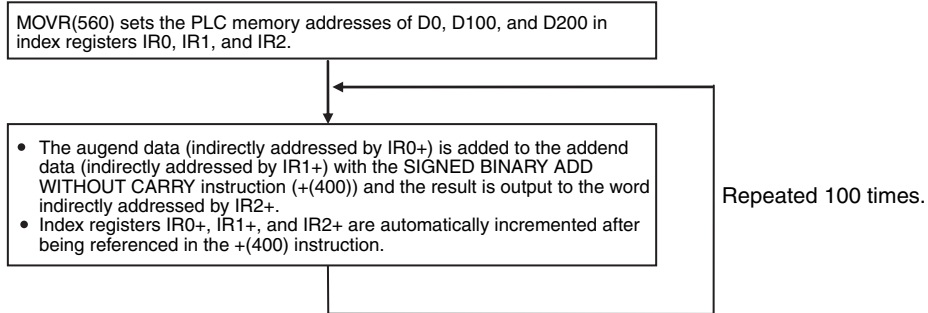 MOVR(560) sets the PLC memory addresses of D0, D100, and D200 in
index registers IR0, IR1, and IR2.
• The augend data (indirectly addressed by IR0+) is added to the addend
data (indirectly addressed by IR1+) with the SIGNED BINARY ADD
WITHOUT CARRY instruction (+(400)) and the result is output to the word
indirectly addressed by IR2+.
• Index registers IR0+, IR1+, and IR2+ are automatically incremented after
being referenced in the +(400) instruction.
Repeated 100 times.